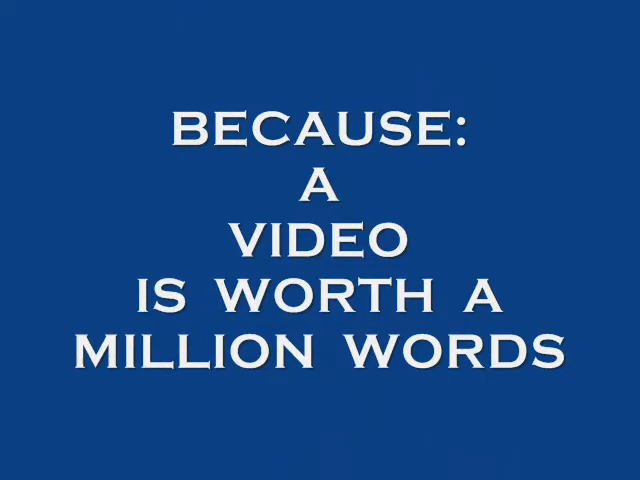 BECAUSE:
A
VIDEO
IS WORTH A
MILLION WORDS